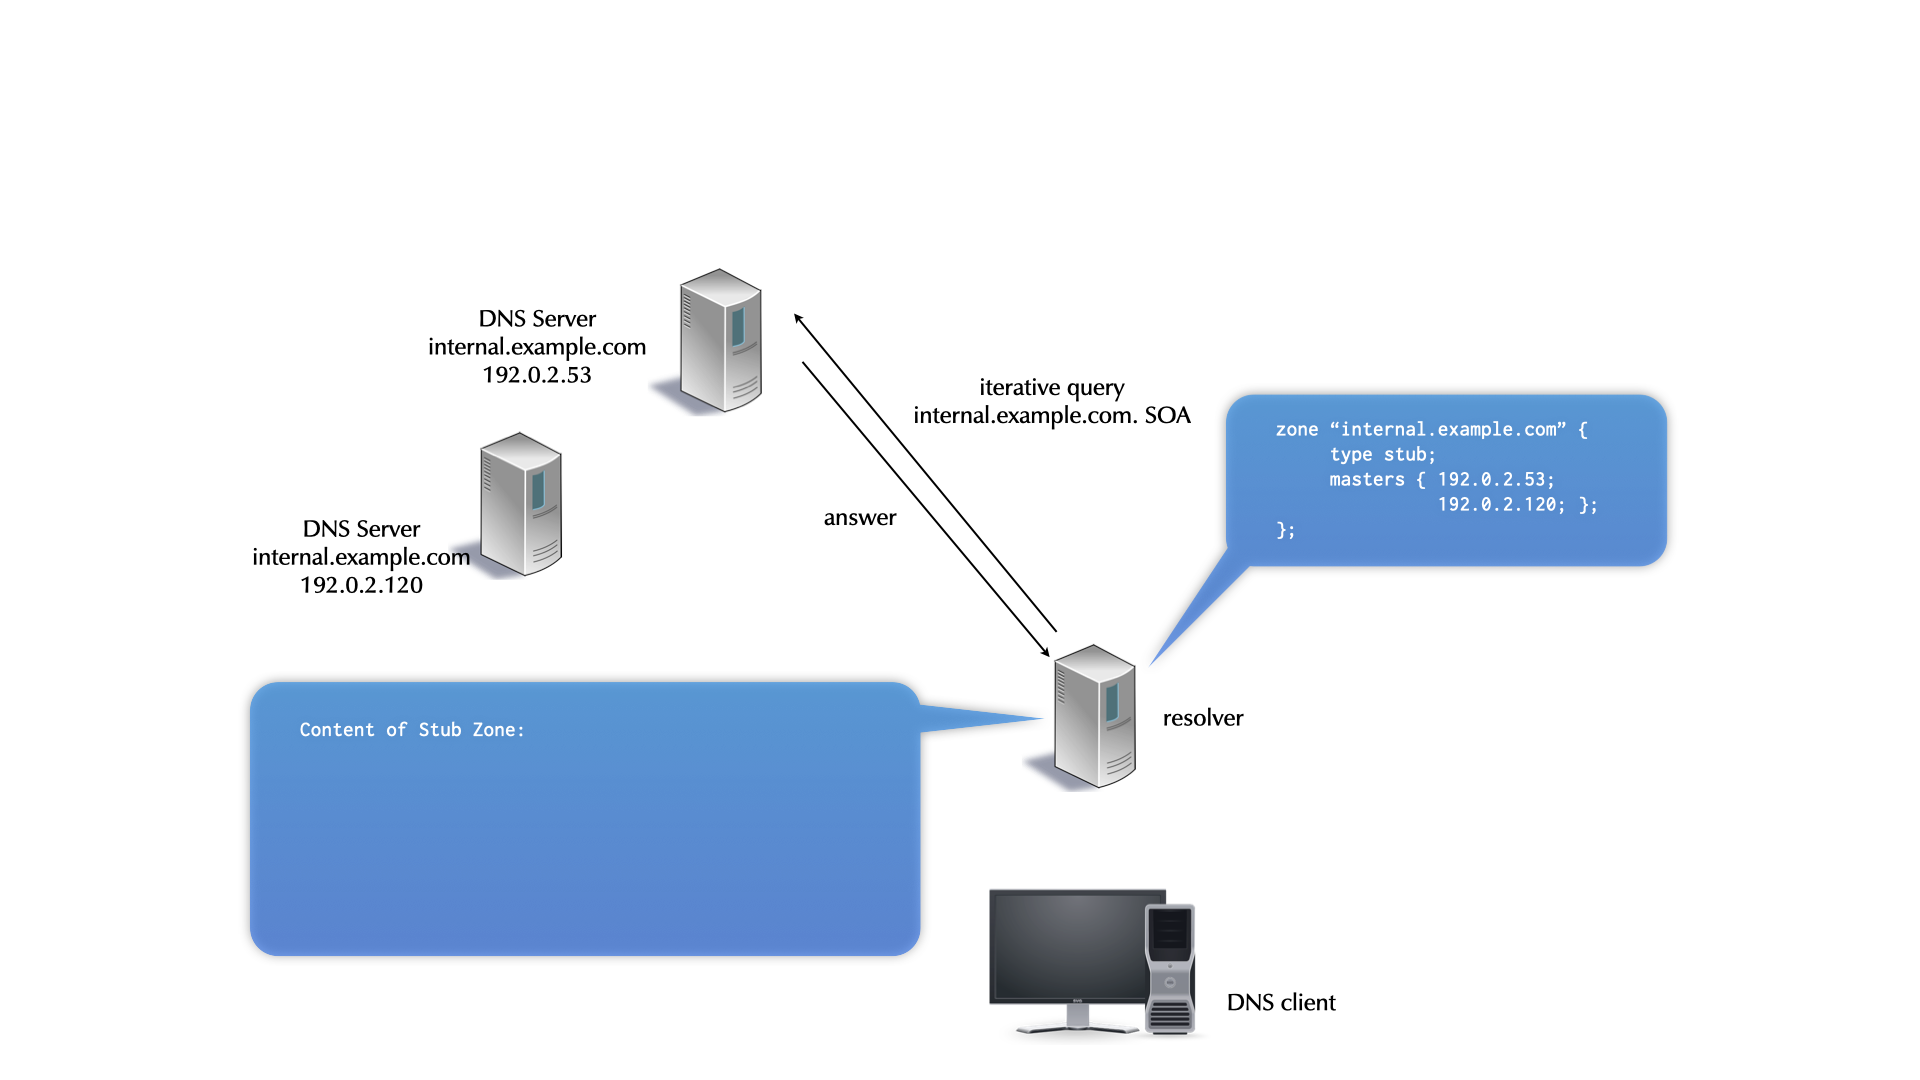 DNS Server
internal.example.com
192.0.2.53
iterative query
internal.example.com. SOA
zone “internal.example.com” {
type stub;
masters { 192.0.2.53;
192.0.2.120; };
};
answer
DNS Server
internal.example.com
192.0.2.120
resolver
Content of Stub Zone:
DNS client